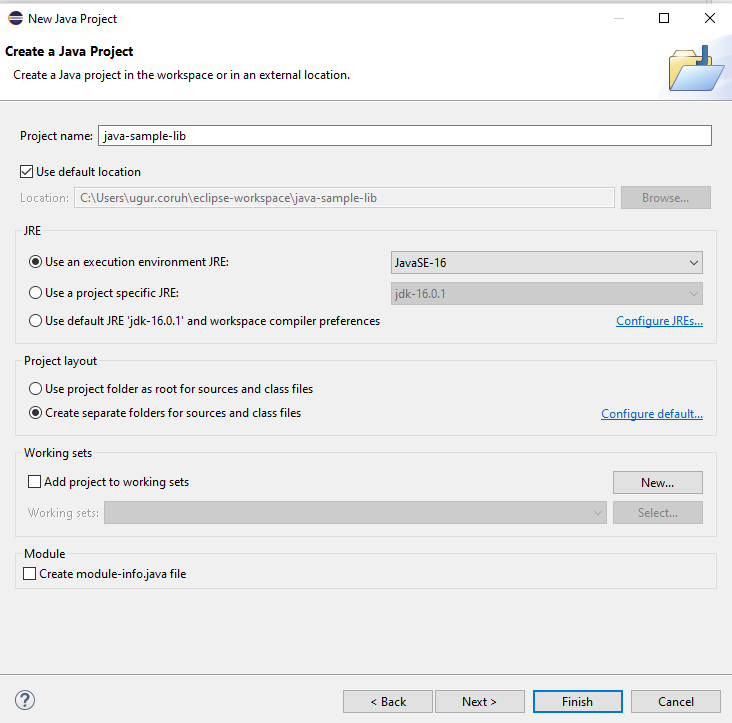 New Java Project
Create a Java Project
Create a Java project in the workspace or in an external location.
Project name: java-sample-lib
Use default location
Location: C:\Users\ugur.coruh\eclipse-workspace\java-sample-lib Browse...
JRE
Use an execution environment JRE: JavaSE-16
Use a project specific JRE: jdk-16.0.1
Use default JRE 'jdk-16.0.1' and workspace compiler preferences Configure JREs...
Project layout
Use project folder as root for sources and class files
Create separate folders for sources and class files Configure default...
Working sets
Add project to working sets New...
Working sets: Select...
Module
Create module-info.java file
? < Back Next > Finish Cancel